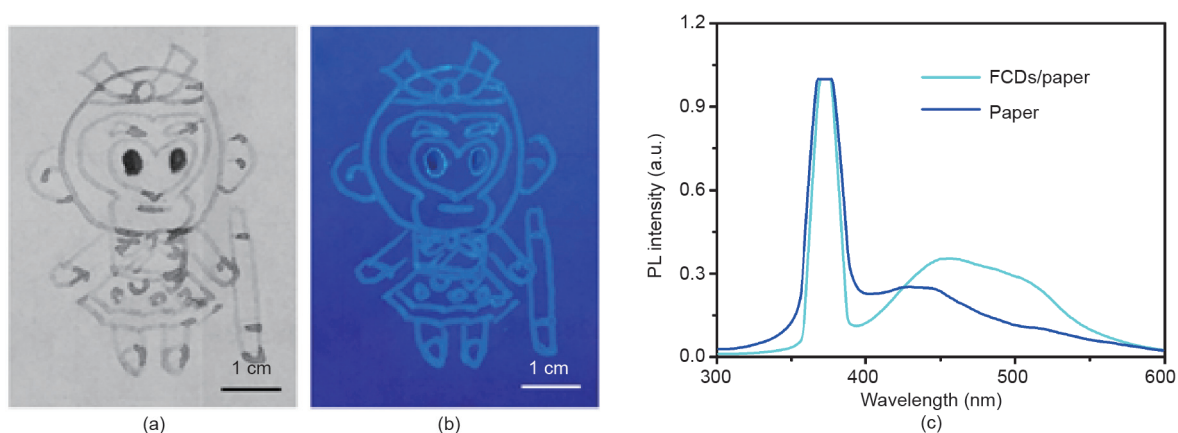 1 cm
(a)
1 cm
(b)
PL intensity (a.u.)
1.2
0.9
0.6
0.3
0.0
FCDs/paper
Paper
300
400
500
600
Wavelength (nm)
(c)